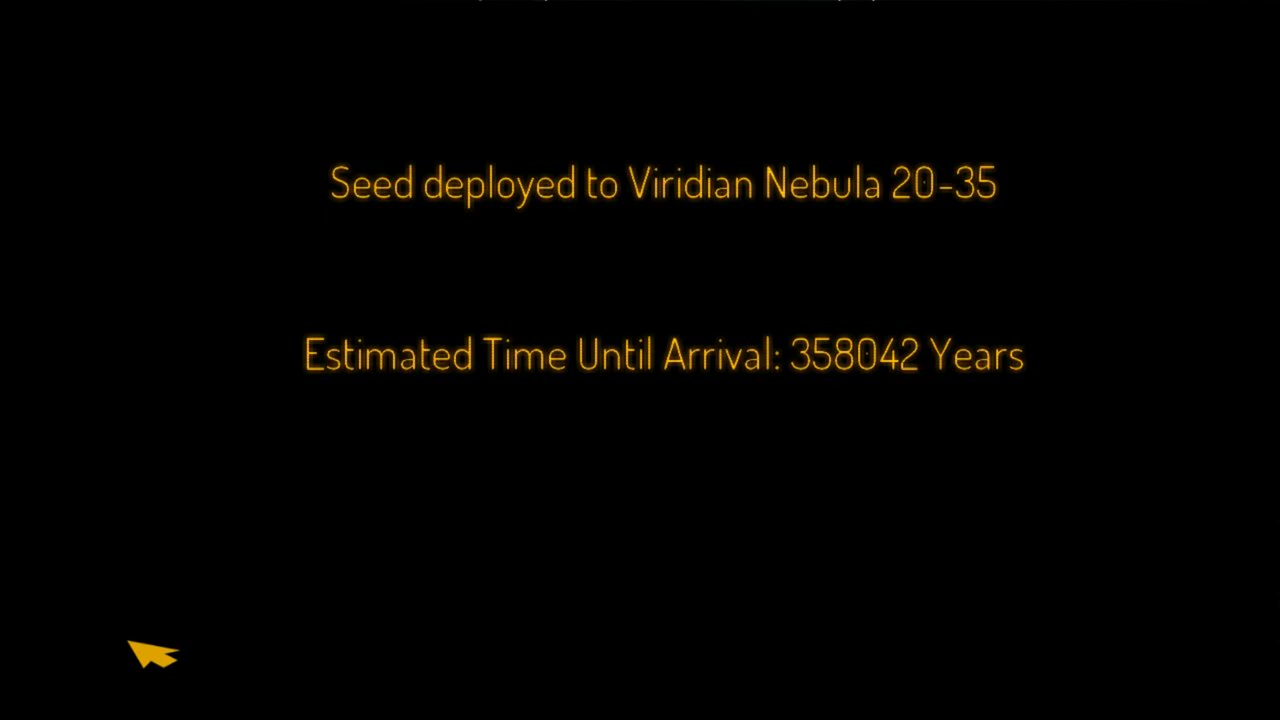 Seed deployed to Viridian Nebula 20-35
Estimated Time Until Arrival: 358042 Years